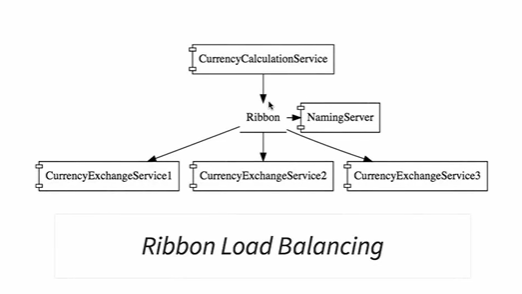 CurrencyCalculationService
Ribbon
NamingServer
CurrencyExchangeService1
CurrencyExchangeService2
CurrencyExchangeService3
Ribbon Load Balancing